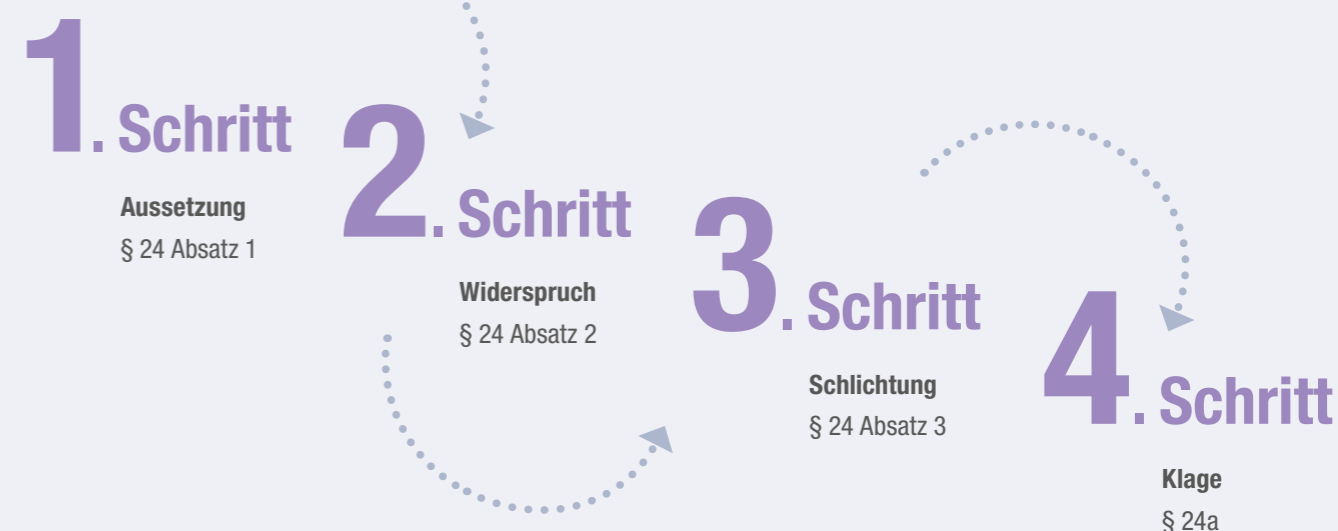 1. Schritt
Aussetzung
§ 24 Absatz 1
2. Schritt
Widerspruch
§ 24 Absatz 2
3. Schritt
Schlichtung
§ 24 Absatz 3
4. Schritt
Klage
§ 24a